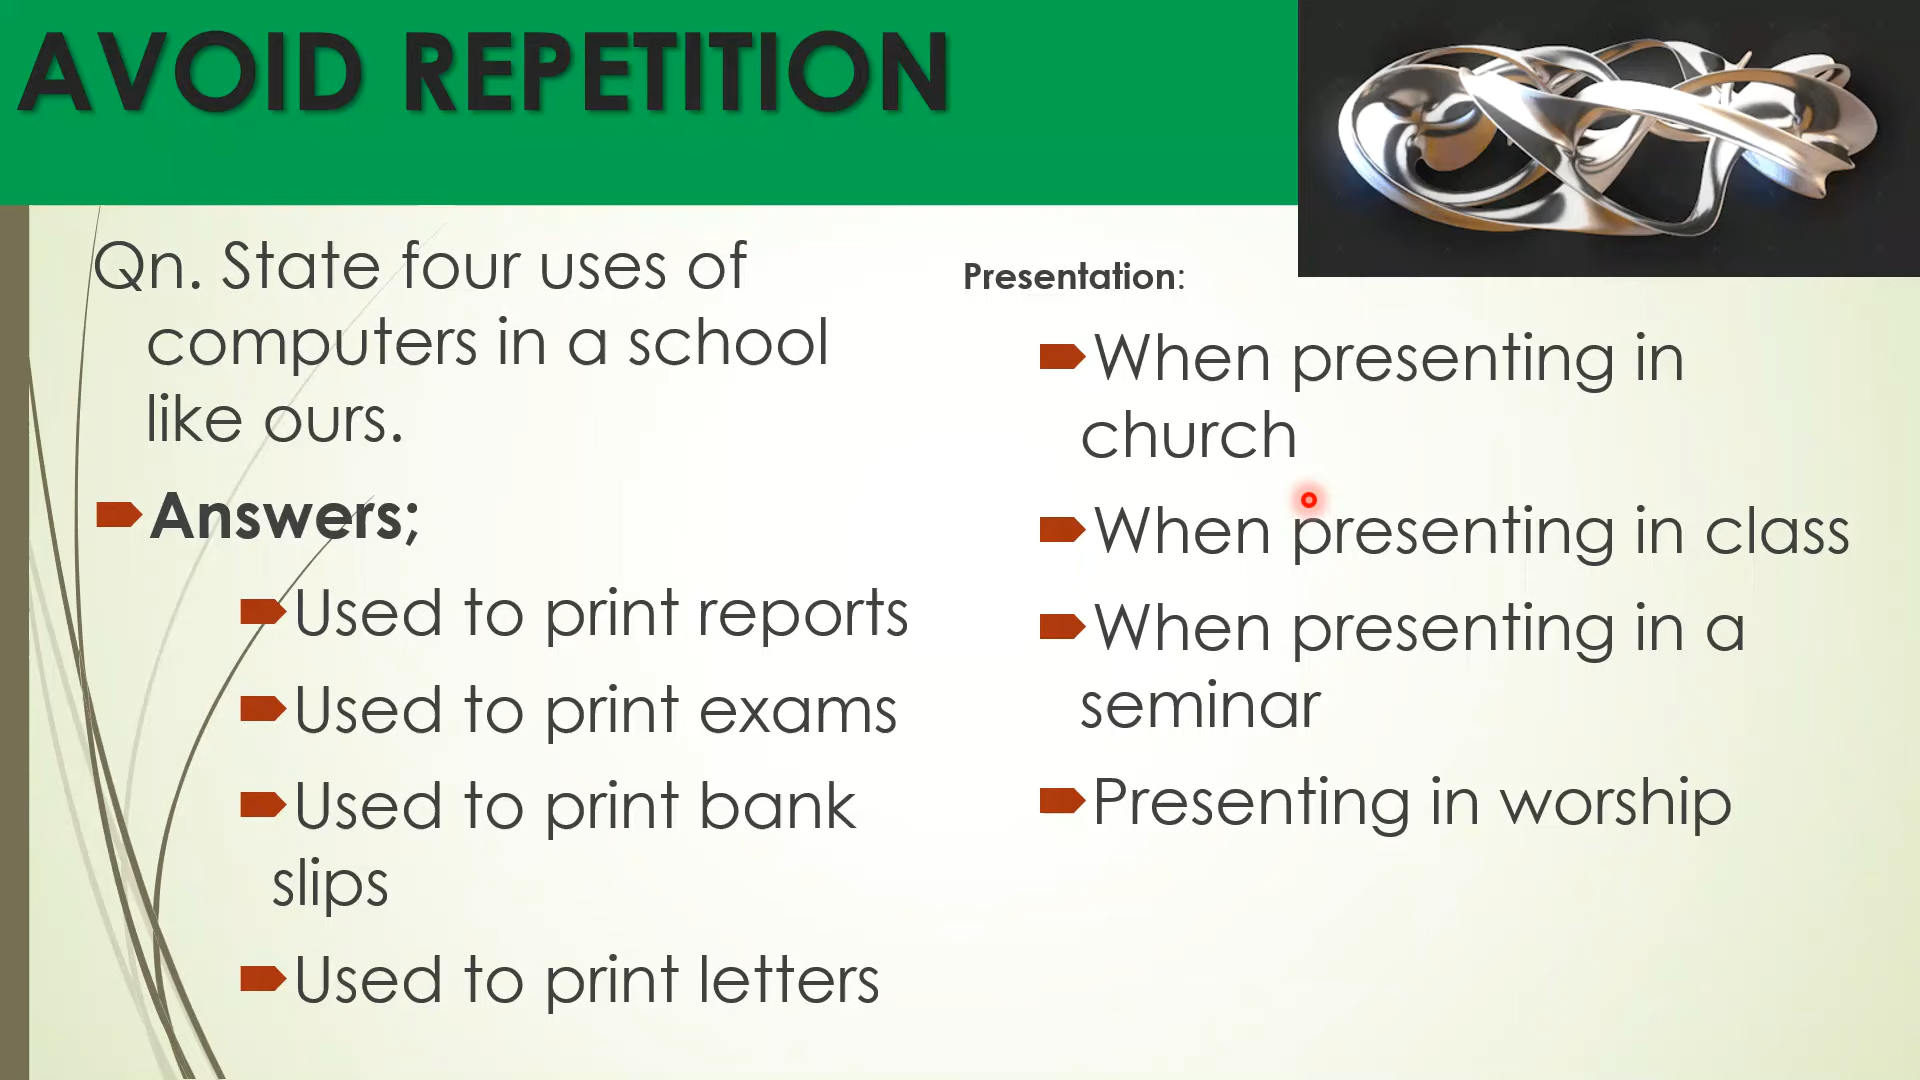 AVOID REPETITION
Qn. State four uses of
computers in a school
like ours.
Answers;
Used to print reports
Used to print exams
Used to print bank
slips
Used to print letters
Presentation:
When presenting in
church
When presenting in class
When presenting in a
seminar
Presenting in worship